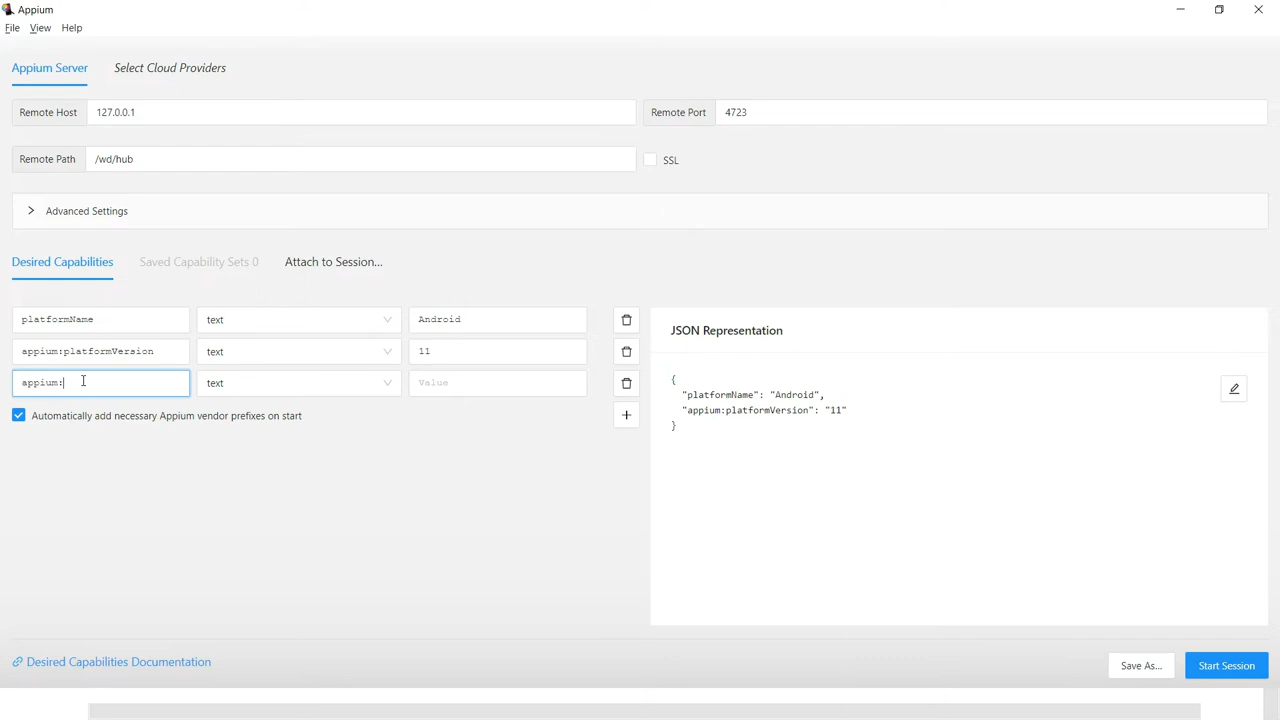 Appium
File View Help
Appium Server Select Cloud Providers
Remote Host 127.0.0.1 Remote Port 4723
Remote Path /wd/hub SSL
Advanced Settings
Desired Capabilities Saved Capability Sets 0 Attach to Session...
platformName text Android
appium:platformVersion text 11
appium: text Value
Automatically add necessary Appium vendor prefixes on start
JSON Representation
{
"platformName": "Android",
"appium:platformVersion": "11"
}
Desired Capabilities Documentation
Save As... Start Session